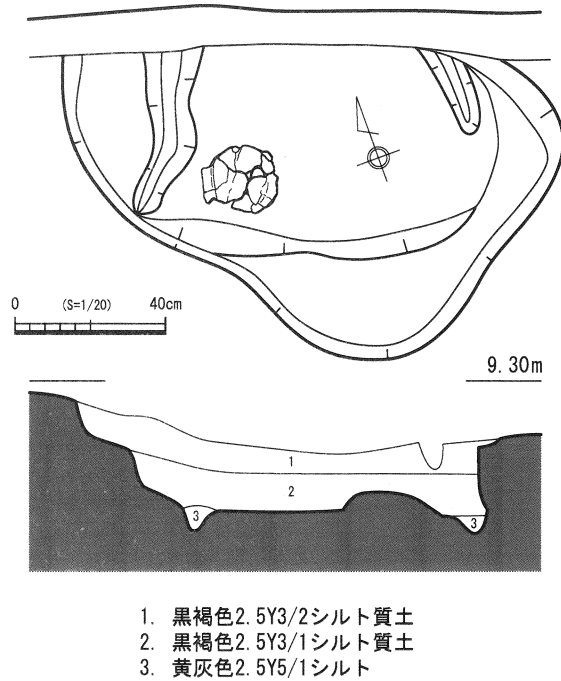 0 (S=1/20) 40cm
9.30m
1
2
3
3
1. 黒褐色2.5Y3/2シルト質土
2. 黒褐色2.5Y3/1シルト質土
3. 黄灰色2.5Y5/1シルト